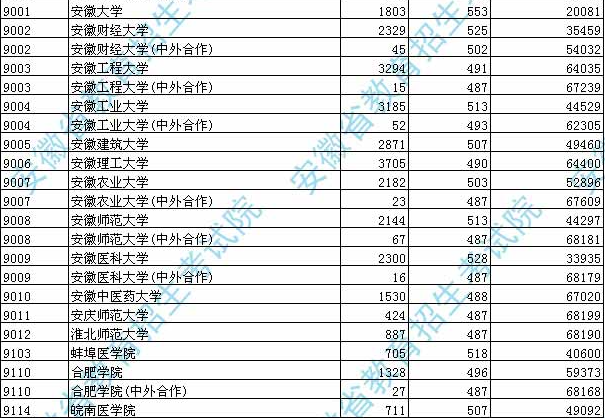 9001 安徽大学 1803 553 20081
9002 安徽财经大学 2329 525 35459
9002 安徽财经大学(中外合作) 45 502 54032
9003 安徽工程大学 3294 491 64035
9003 安徽工程大学(中外合作) 15 487 67239
9004 安徽工业大学 3185 513 44529
9004 安徽工业大学(中外合作) 52 493 62305
9005 安徽建筑大学 2871 507 49460
9006 安徽理工大学 3705 490 64400
9007 安徽农业大学 2182 503 52896
9007 安徽农业大学(中外合作) 23 487 67609
9008 安徽师范大学 2144 513 44297
9008 安徽师范大学(中外合作) 67 487 68181
9009 安徽医科大学 2300 528 33935
9009 安徽医科大学(中外合作) 16 487 68179
9010 安徽中医药大学 1530 488 67020
9011 安庆师范大学 424 487 68199
9012 淮北师范大学 887 487 68190
9103 蚌埠医学院 705 518 40600
9110 合肥学院 1328 496 59373
9110 合肥学院(中外合作) 27 487 68168
9114 皖南医学院 711 507 49092
安徽省教育招生考试院
安徽省教育招生考试院